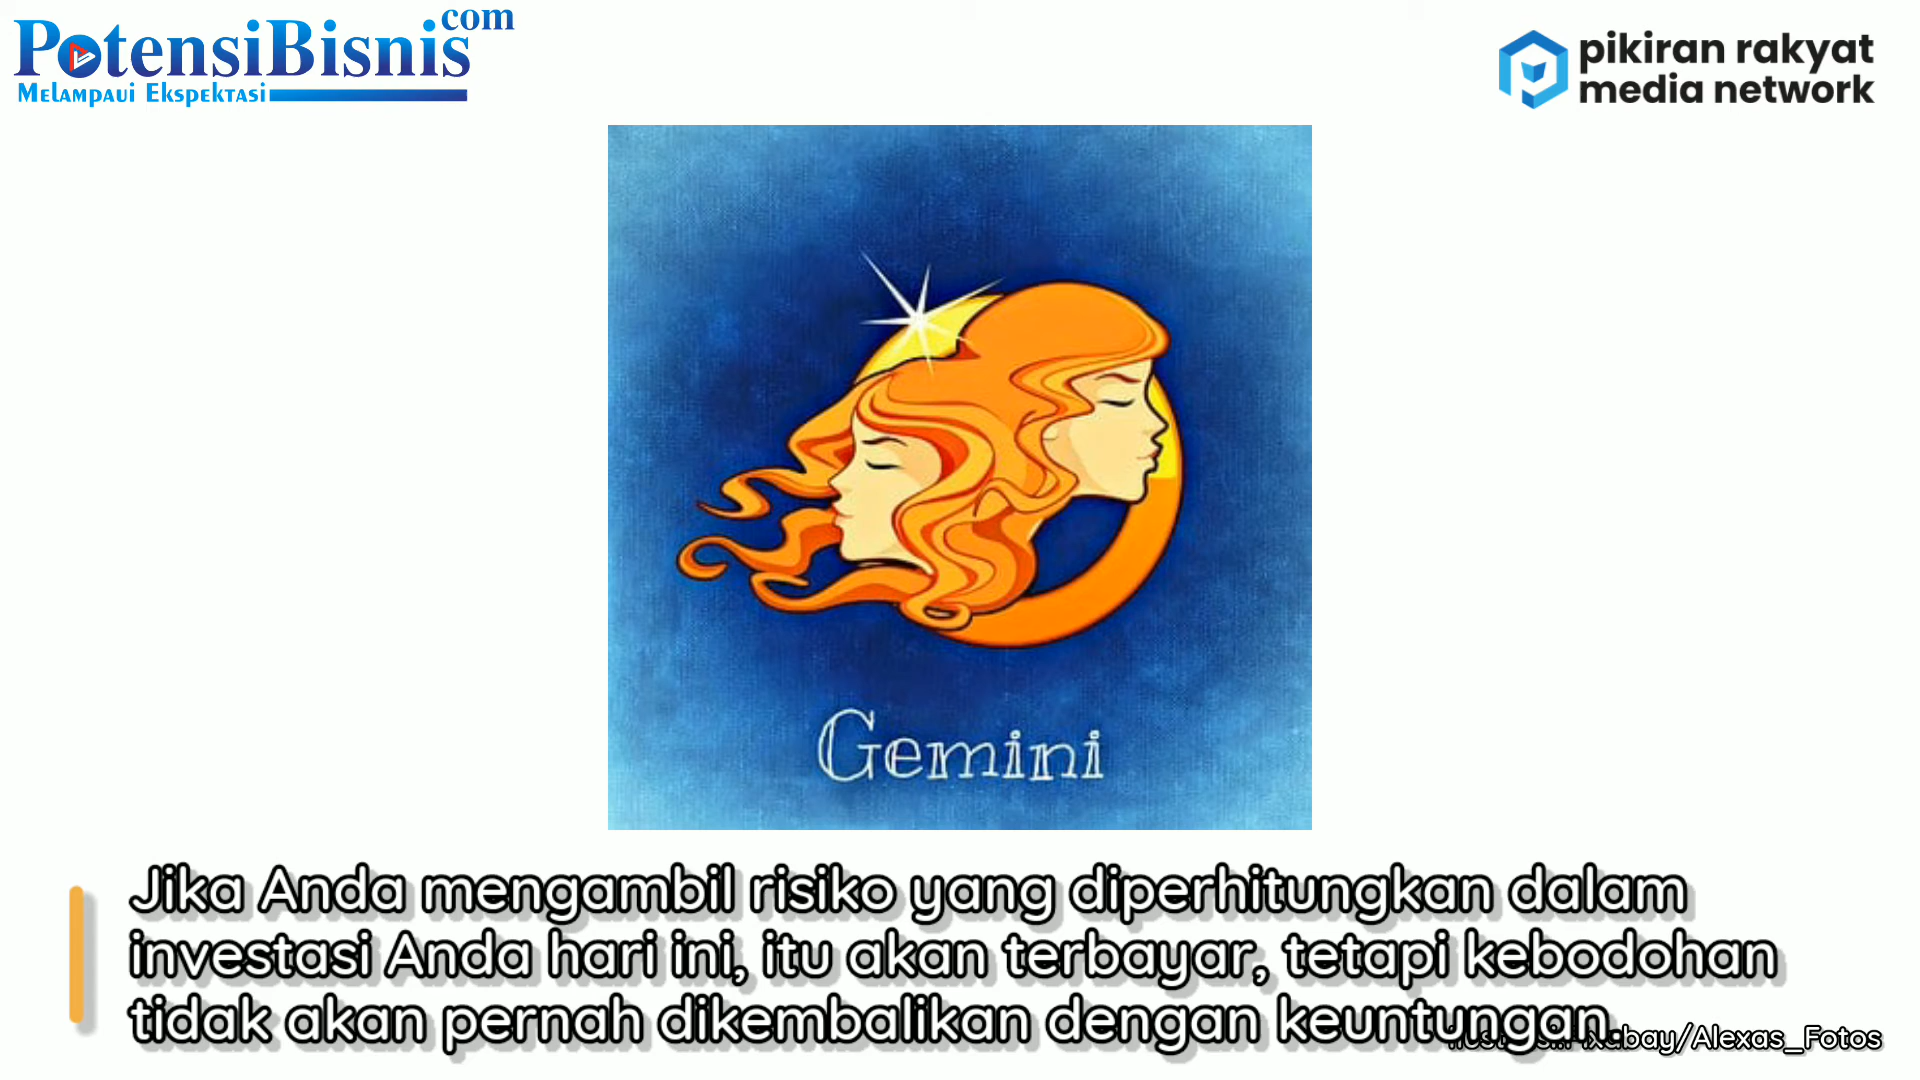 PotensiBisnis.com
Melampaui Ekspektasi
pikiran rakyat
media network
Gemini
Jika Anda mengambil risiko yang diperhitungkan dalam
investasi Anda hari ini, itu akan terbayar, tetapi kebodohan
tidak akan pernah dikembalikan dengan keuntungan.
/Alexas_Fotos